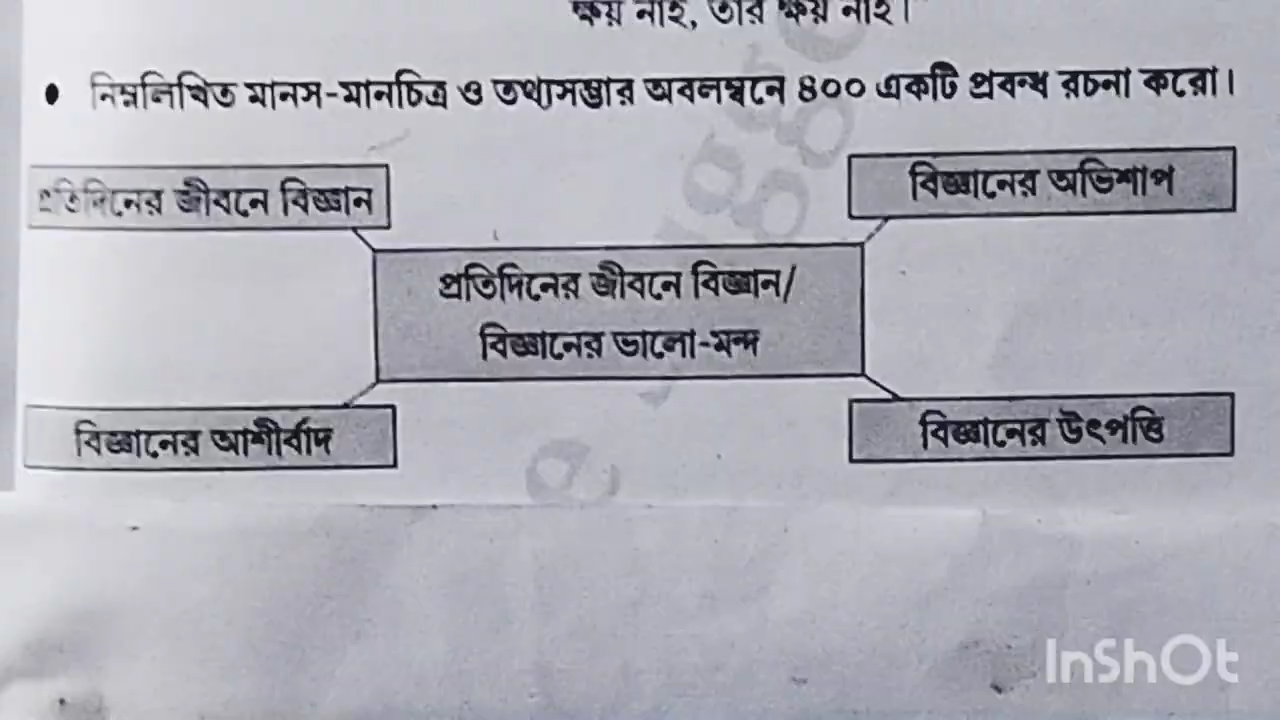 ক্ষয় নাই, তার ক্ষয় নাই।
• নিম্নলিখিত মানস-মানচিত্র ও তথ্যসম্ভার অবলম্বনে ৪০০ একটি প্রবন্ধ রচনা করো।
প্রতিদিনের জীবনে বিজ্ঞান
বিজ্ঞানের অভিশাপ
প্রতিদিনের জীবনে বিজ্ঞান/
বিজ্ঞানের ভালো-মন্দ
বিজ্ঞানের আশীর্বাদ
বিজ্ঞানের উৎপত্তি
InShOt